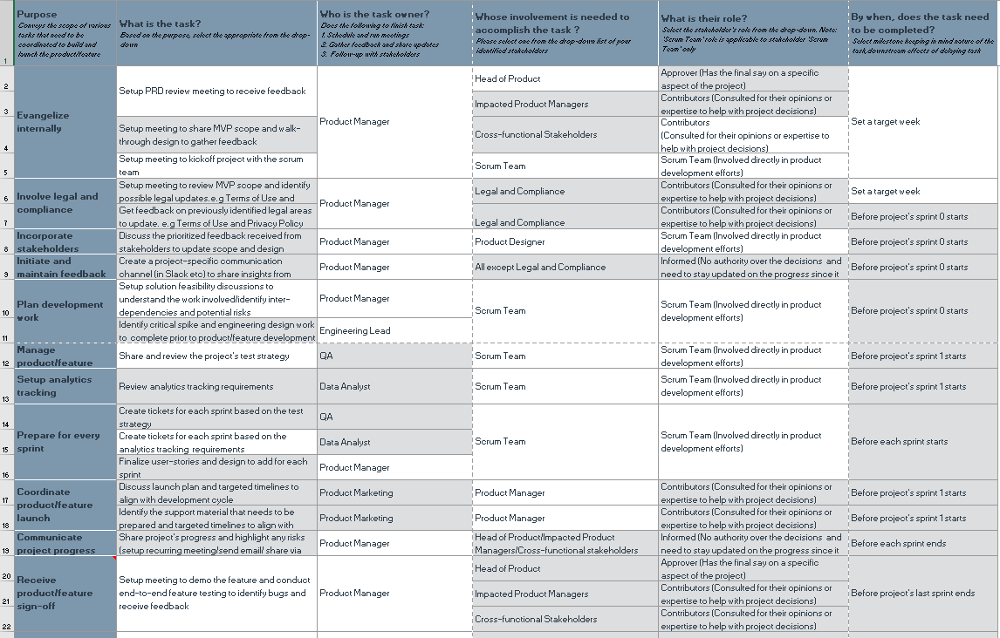 Purpose
Conveys the scope of various
tasks that need to be
coordinated to build and
launch the product/feature
What is the task?
Based on the purpose, select the appropriate from the drop-
down
Who is the task owner?
Does the following to finish task:
1. Schedule and run meetings
2. Gather feedback and share updates
3. Follow-up with stakeholders
Whose involvement is needed to
accomplish the task ?
Please select one from the drop-down list of your
identified stakeholders
What is their role?
Select the stakeholder's role from the drop-down. Note:
'Scrum Team' role is applicable to stakeholder 'Scrum
Team' only
By when, does the task need
to be completed?
Select milestone keeping in mind nature of the
task,downstream effects of delaying task
1
2
Evangelize
internally
Setup PRD review meeting to receive feedback
Product Manager
Head of Product
Approver (Has the final say on a specific
aspect of the project)
Set a target week
3
Impacted Product Managers
Contributors (Consulted for their opinions or
expertise to help with project decisions)
4
Setup meeting to share MVP scope and walk-
through design to gather feedback
Cross-functional Stakeholders
Contributors
(Consulted for their opinions or expertise to
help with project decisions)
5
Setup meeting to kickoff project with the scrum
team
Scrum Team
Scrum Team (Involved directly in product
development efforts)
6
Involve legal and
compliance
Setup meeting to review MVP scope and identify
possible legal updates.e.g Terms of Use and
Product Manager
Legal and Compliance
Contributors (Consulted for their opinions or
expertise to help with project decisions)
Set a target week
7
Get feedback on previously identified legal areas
to update. e.g Terms of Use and Privacy Policy
Legal and Compliance
Contributors (Consulted for their opinions or
expertise to help with project decisions)
Before project's sprint 0 starts
8
Incorporate
stakeholders
Discuss the prioritized feedback received from
stakeholders to update scope and design
Product Manager
Product Designer
Scrum Team (Involved directly in product
development efforts)
Before project's sprint 0 starts
9
Initiate and
maintain feedback
Create a project-specific communication
channel (in Slack etc) to share insights from
Product Manager
All except Legal and Compliance
Informed (No authority over the decisions and
need to stay updated on the progress since it
Before project's sprint 0 starts
10
Plan development
work
Setup solution feasibility discussions to
understand the work involved/identify inter-
dependencies and potential risks
Product Manager
Scrum Team
Scrum Team (Involved directly in product
development efforts)
Before project's sprint 0 starts
11
Identify critical spike and engineering design work
to complete prior to product/feature development
Engineering Lead
12
Manage
product/feature
Share and review the project's test strategy
QA
Scrum Team
Scrum Team (Involved directly in product
development efforts)
Before project's sprint 1 starts
13
Setup analytics
tracking
Review analytics tracking requirements
Data Analyst
Scrum Team
Scrum Team (Involved directly in product
development efforts)
Before project's sprint 1 starts
14
Prepare for every
sprint
Create tickets for each sprint based on the test
strategy
QA
Scrum Team
Scrum Team (Involved directly in product
development efforts)
Before each sprint starts
15
Create tickets for each sprint based on the
analytics tracking requirements
Data Analyst
16
Finalize user-stories and design to add for each
sprint
Product Manager
17
Coordinate
product/feature
launch
Discuss launch plan and targeted timelines to
align with development cycle
Product Marketing
Product Manager
Contributors (Consulted for their opinions or
expertise to help with project decisions)
Before project's sprint 1 starts
18
Identify the support material that needs to be
prepared and targeted timelines to align with
Product Marketing
Product Manager
Contributors (Consulted for their opinions or
expertise to help with project decisions)
Before project's sprint 1 starts
19
Communicate
project progress
Share project's progress and highlight any risks
(setup recurring meeting/send email/ share via
Product Manager
Head of Product/Impacted Product
Managers/Cross-functional stakeholders
Informed (No authority over the decisions and
need to stay updated on the progress since it
Before each sprint ends
20
Receive
product/feature
sign-off
Setup meeting to demo the feature and conduct
end-to-end feature testing to identify bugs and
receive feedback
Product Manager
Head of Product
Approver (Has the final say on a specific
aspect of the project)
Before project's last sprint ends
21
Impacted Product Managers
Contributors (Consulted for their opinions or
expertise to help with project decisions)
22
Cross-functional Stakeholders
Contributors (Consulted for their opinions or
expertise to help with project decisions)